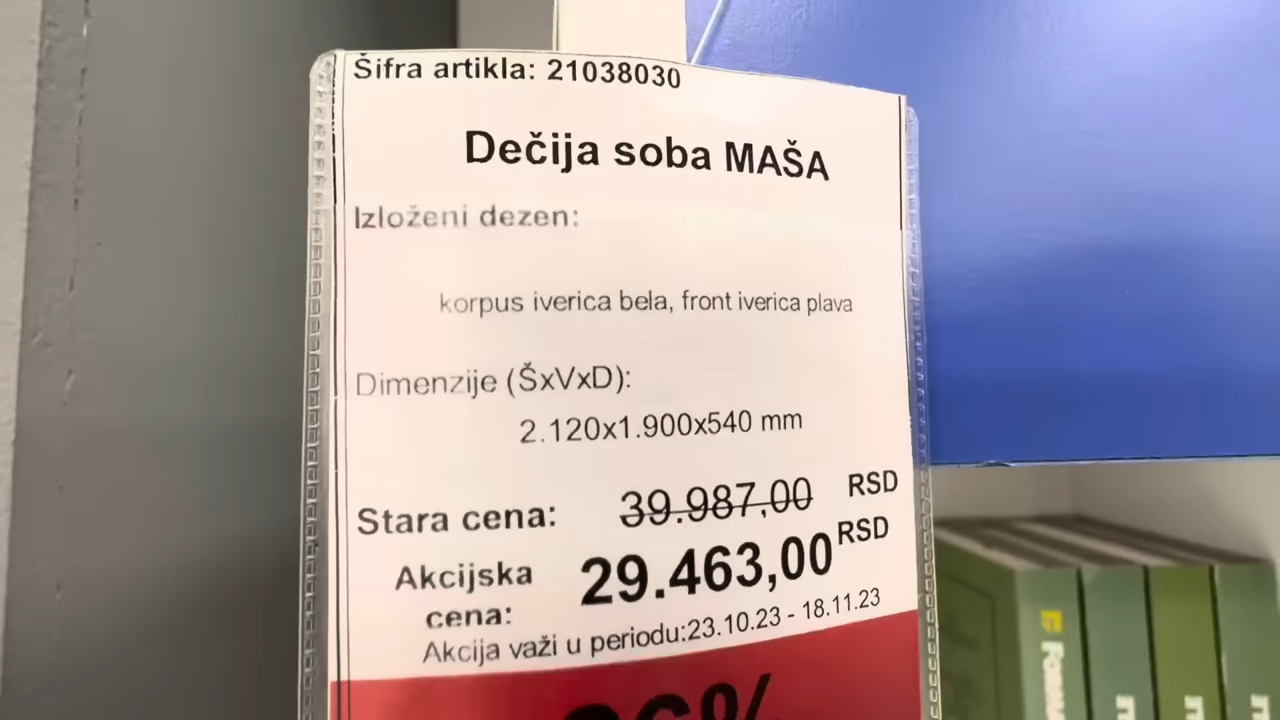 Šifra artikla: 21038030
Dečija soba MAŠA
Izloženi dezen:
korpus iverica bela, front iverica plava
Dimenzije (ŠxVxD):
2.120x1.900x540 mm
Stara cena: 39.987,00 RSD
Akcijska cena: 29.463,00 RSD
Akcija važi u periodu:23.10.23 - 18.11.23